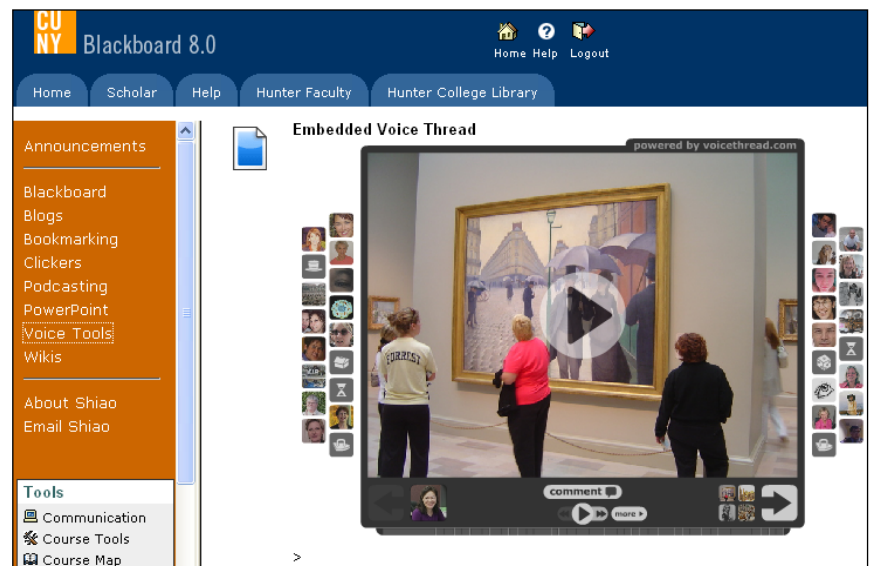 CU
NY
Blackboard 8.0
Home Help Logout
Home Scholar Help Hunter Faculty Hunter College Library
Announcements
Blackboard
Blogs
Bookmarking
Clickers
Podcasting
PowerPoint
Voice Tools
Wikis
About Shiao
Email Shiao
Tools
Communication
Course Tools
Course Map
Embedded Voice Thread
powered by voicethread.com
FORREST
comment
more
>